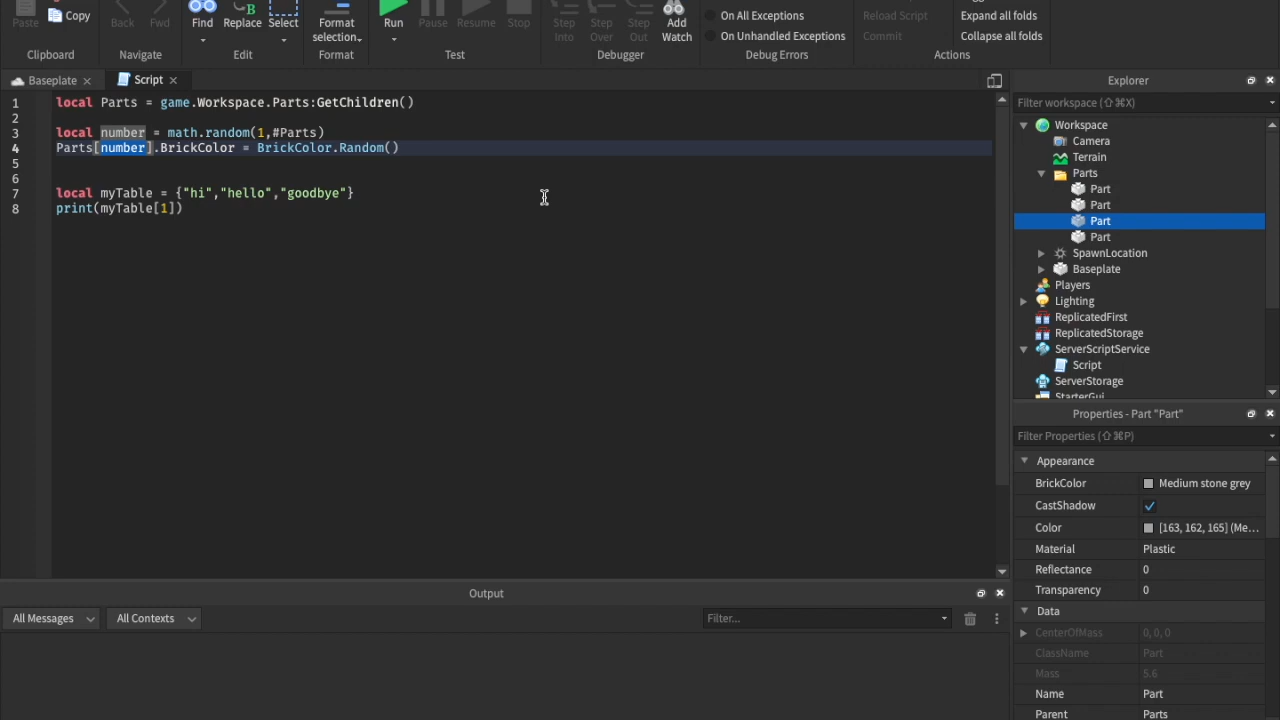 Paste Copy Back Fwd Find Replace Select Format selection Run Pause Resume Stop Step Into Step Over Step Out Add Watch On All Exceptions Reload Script Expand all folds
On Unhandled Exceptions Commit Collapse all folds
Clipboard Navigate Edit Format Test Debugger Debug Errors Actions
Baseplate Script
1 local Parts = game.Workspace.Parts:GetChildren()
2
3 local number = math.random(1,#Parts)
4 Parts[number].BrickColor = BrickColor.Random()
5
6
7 local myTable = {"hi","hello","goodbye"}
8 print(myTable[1])
Explorer
Filter workspace (⇧⌘X)
Workspace
Camera
Terrain
Parts
Part
Part
Part
Part
SpawnLocation
Baseplate
Players
Lighting
ReplicatedFirst
ReplicatedStorage
ServerScriptService
Script
ServerStorage
StarterGui
Properties - Part "Part"
Filter Properties (⇧⌘P)
Appearance
BrickColor Medium stone grey
CastShadow
Color [163, 162, 165] (Me...
Material Plastic
Reflectance 0
Transparency 0
Data
CenterOfMass 0, 0, 0
ClassName Part
Mass 5.6
Name Part
Parent Parts
Output
All Messages All Contexts Filter...